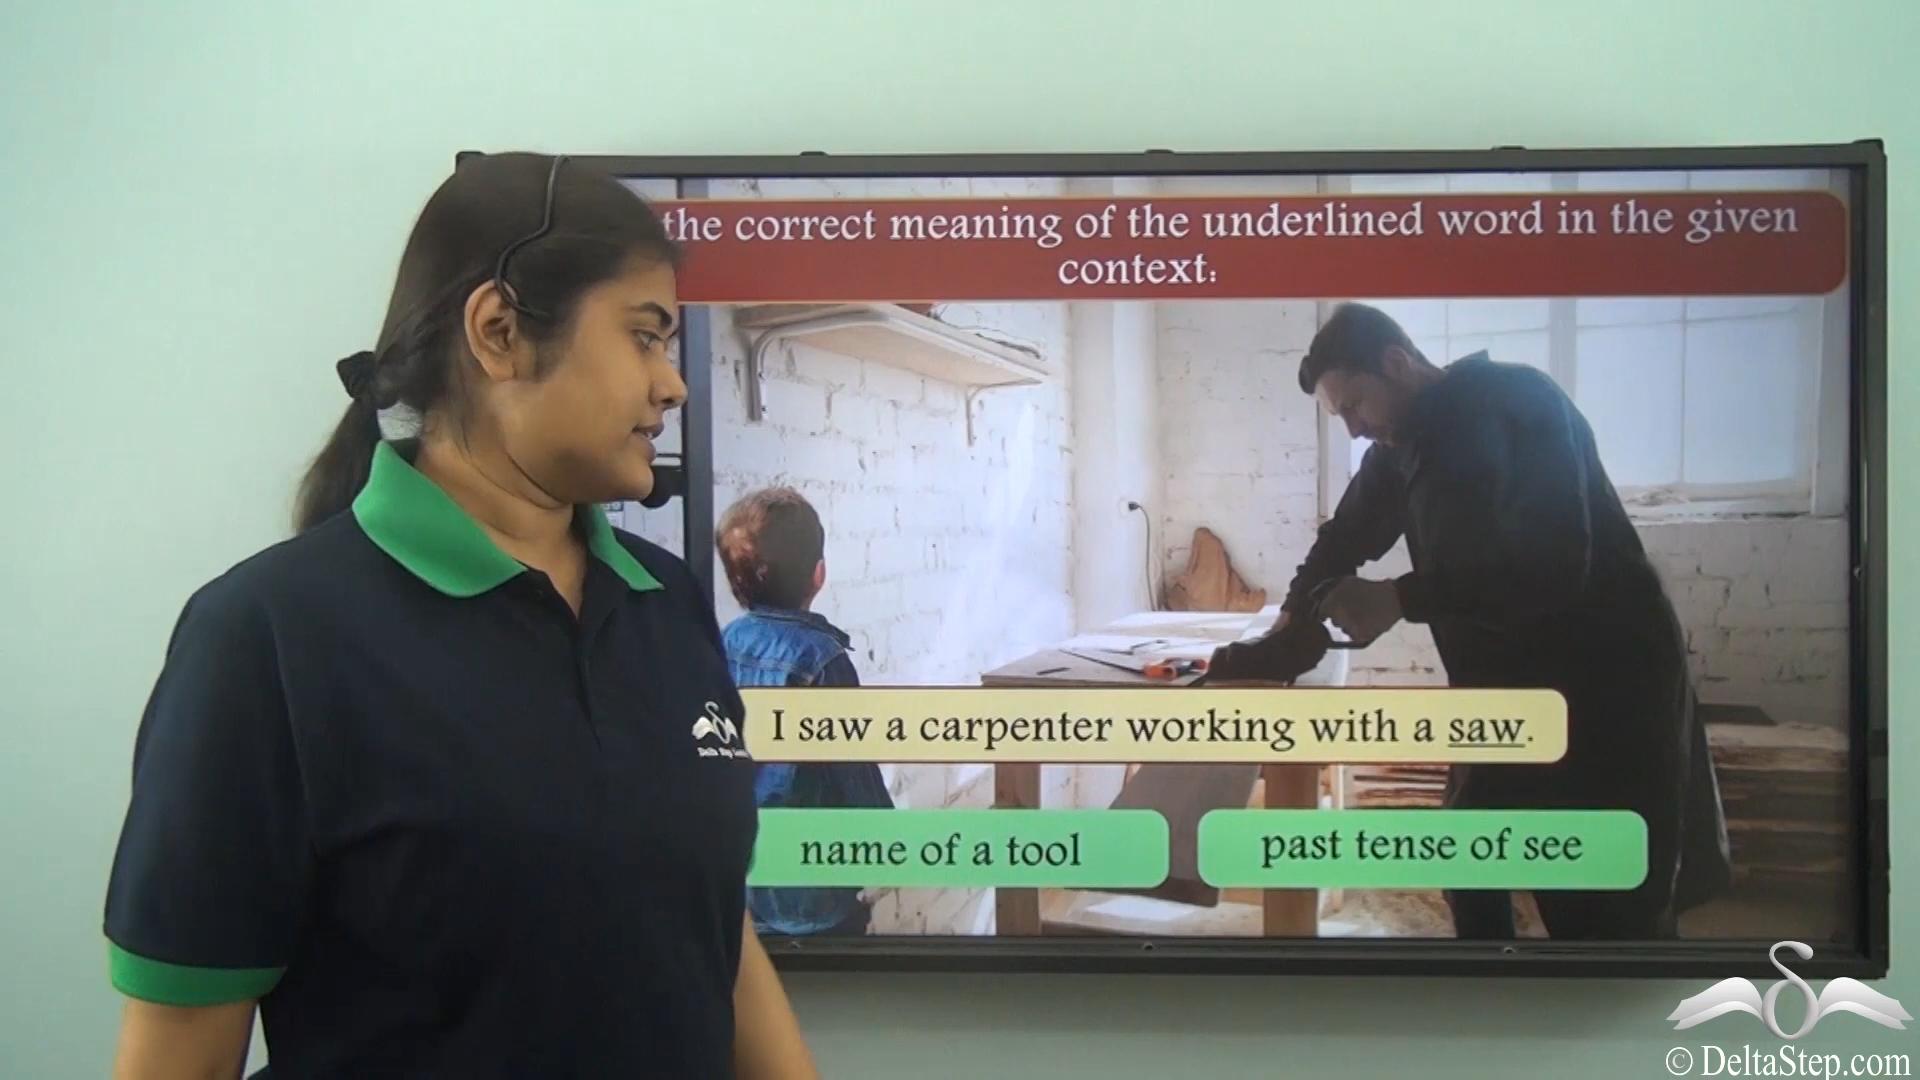 the correct meaning of the underlined word in the given
context:
I saw a carpenter working with a saw.
name of a tool
past tense of see
© DeltaStep.com